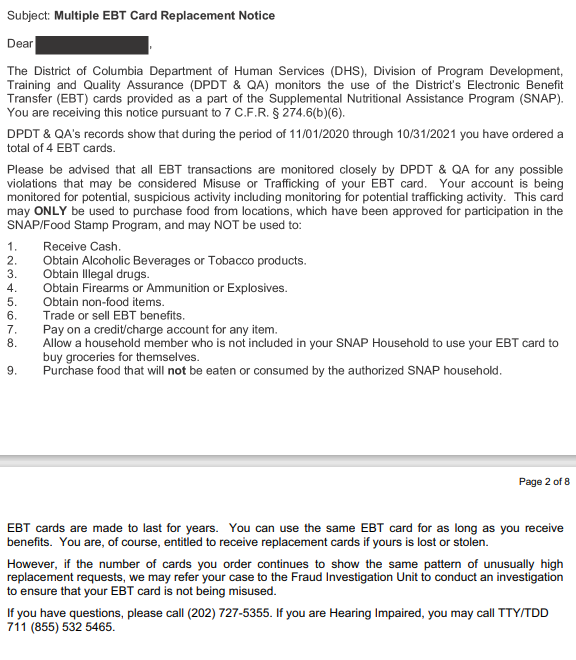 Subject: Multiple EBT Card Replacement Notice
Dear ,
The District of Columbia Department of Human Services (DHS), Division of Program Development,
Training and Quality Assurance (DPDT & QA) monitors the use of the District's Electronic Benefit
Transfer (EBT) cards provided as a part of the Supplemental Nutritional Assistance Program (SNAP).
You are receiving this notice pursuant to 7 C.F.R. § 274.6(b)(6).
DPDT & QA's records show that during the period of 11/01/2020 through 10/31/2021 you have ordered a
total of 4 EBT cards.
Please be advised that all EBT transactions are monitored closely by DPDT & QA for any possible
violations that may be considered Misuse or Trafficking of your EBT card. Your account is being
monitored for potential, suspicious activity including monitoring for potential trafficking activity. This card
may ONLY be used to purchase food from locations, which have been approved for participation in the
SNAP/Food Stamp Program, and may NOT be used to:
1. Receive Cash.
2. Obtain Alcoholic Beverages or Tobacco products.
3. Obtain Illegal drugs.
4. Obtain Firearms or Ammunition or Explosives.
5. Obtain non-food items.
6. Trade or sell EBT benefits.
7. Pay on a credit/charge account for any item.
8. Allow a household member who is not included in your SNAP Household to use your EBT card to
buy groceries for themselves.
9. Purchase food that will not be eaten or consumed by the authorized SNAP household.
Page 2 of 8
EBT cards are made to last for years. You can use the same EBT card for as long as you receive
benefits. You are, of course, entitled to receive replacement cards if yours is lost or stolen.
However, if the number of cards you order continues to show the same pattern of unusually high
replacement requests, we may refer your case to the Fraud Investigation Unit to conduct an investigation
to ensure that your EBT card is not being misused.
If you have questions, please call (202) 727-5355. If you are Hearing Impaired, you may call TTY/TDD
711 (855) 532 5465.